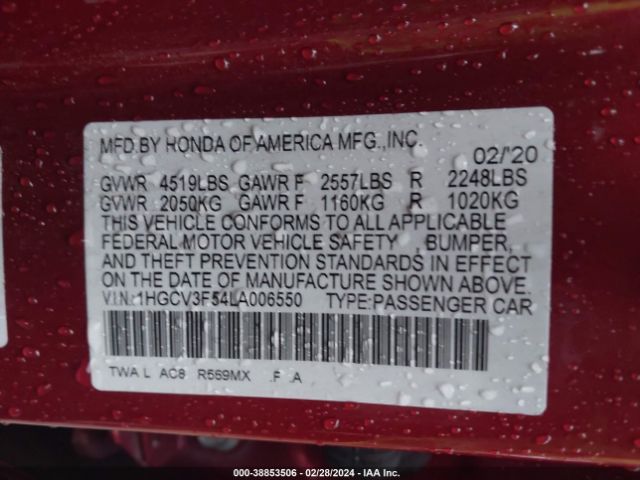 MFD.BY HONDA OF AMERICA MFG.,INC.
02/'20
GVWR 4519LBS GAWR F 2557LBS R 2248LBS
GVWR 2050KG GAWR F 1160KG R 1020KG
THIS VEHICLE CONFORMS TO ALL APPLICABLE
FEDERAL MOTOR VEHICLE SAFETY, BUMPER,
AND THEFT PREVENTION STANDARDS IN EFFECT
ON THE DATE OF MANUFACTURE SHOWN ABOVE.
V.I.N.:1HGCV3F54LA006550 TYPE:PASSENGER CAR
TWA L AC8 R569MX .F .A
000-38853506 - 02/28/2024 - IAA Inc.